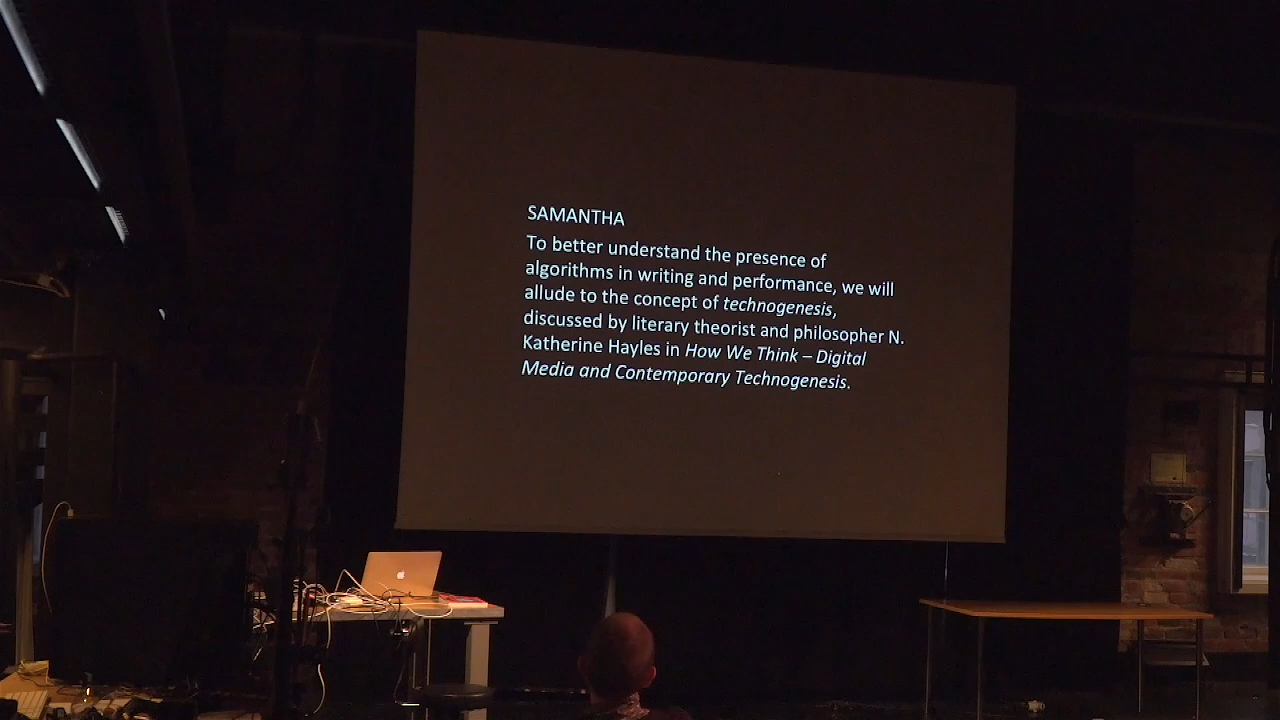 SAMANTHA
To better understand the presence of
algorithms in writing and performance, we will
allude to the concept of technogenesis,
discussed by literary theorist and philosopher N.
Katherine Hayles in How We Think – Digital
Media and Contemporary Technogenesis.